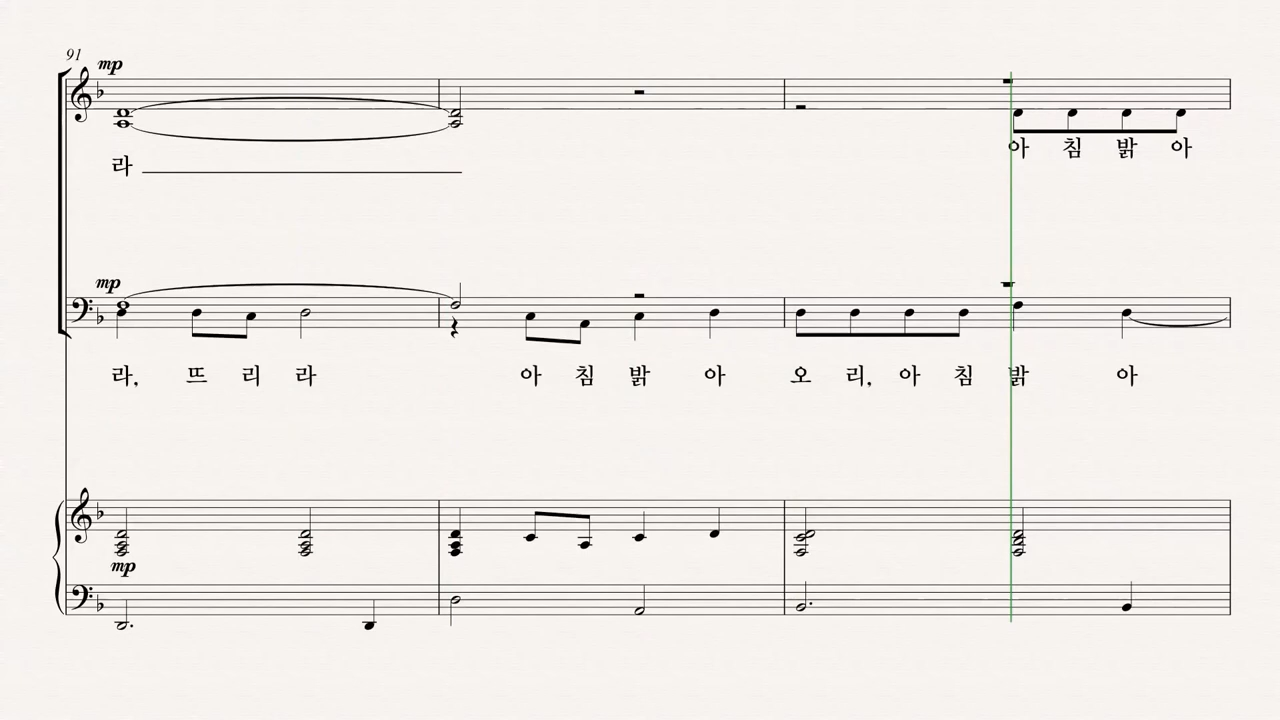 91
mp
아 침 밝 아
라
mp
라, 뜨 리 라 아 침 밝 아 오 리, 아 침 밝 아
mp